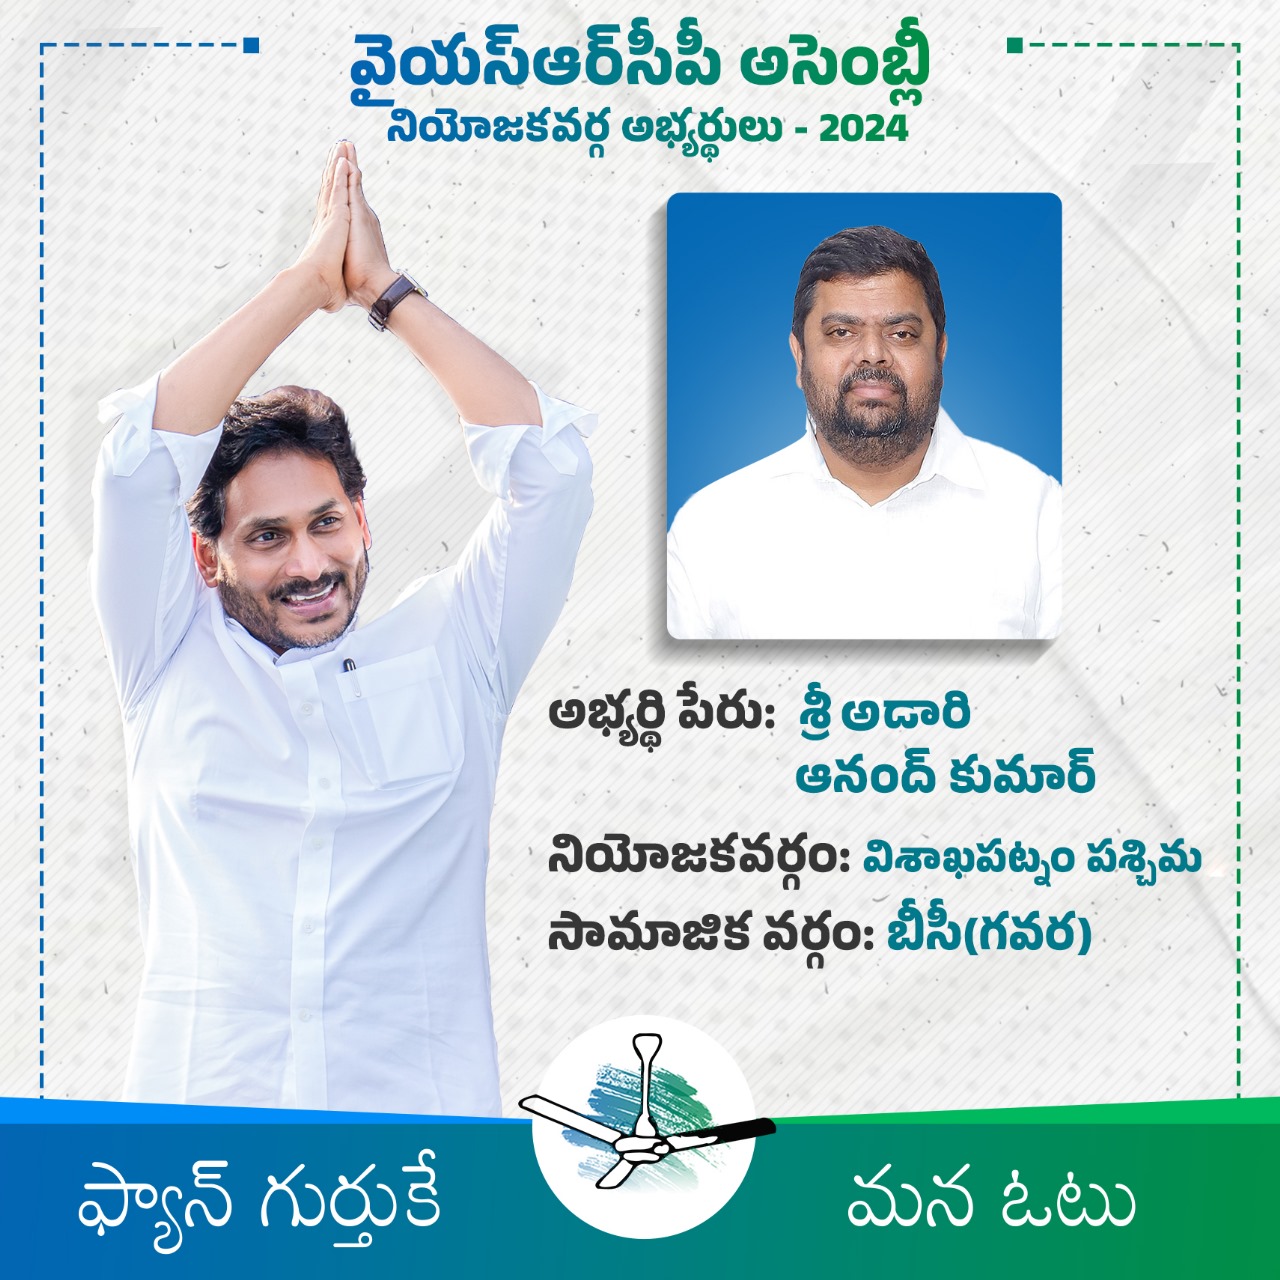 వైయస్ఆర్‌సీపీ అసెంబ్లీ
నియోజకవర్గ అభ్యర్థులు - 2024
అభ్యర్థి పేరు: శ్రీ అడారి
ఆనంద్ కుమార్
నియోజకవర్గం: విశాఖపట్నం పశ్చిమ
సామాజిక వర్గం: బీసీ(గవర)
ఫ్యాన్ గుర్తుకే మన ఓటు